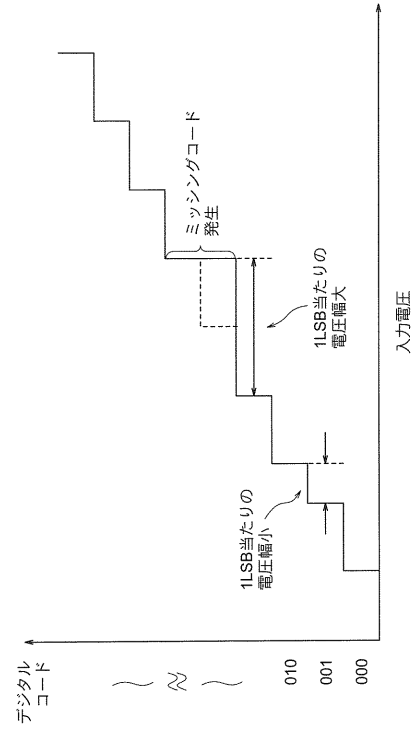 デジタル
コード
ミッシングコード
発生
1LSB当たりの
電圧幅大
1LSB当たりの
電圧幅小
010
001
000
入力電圧